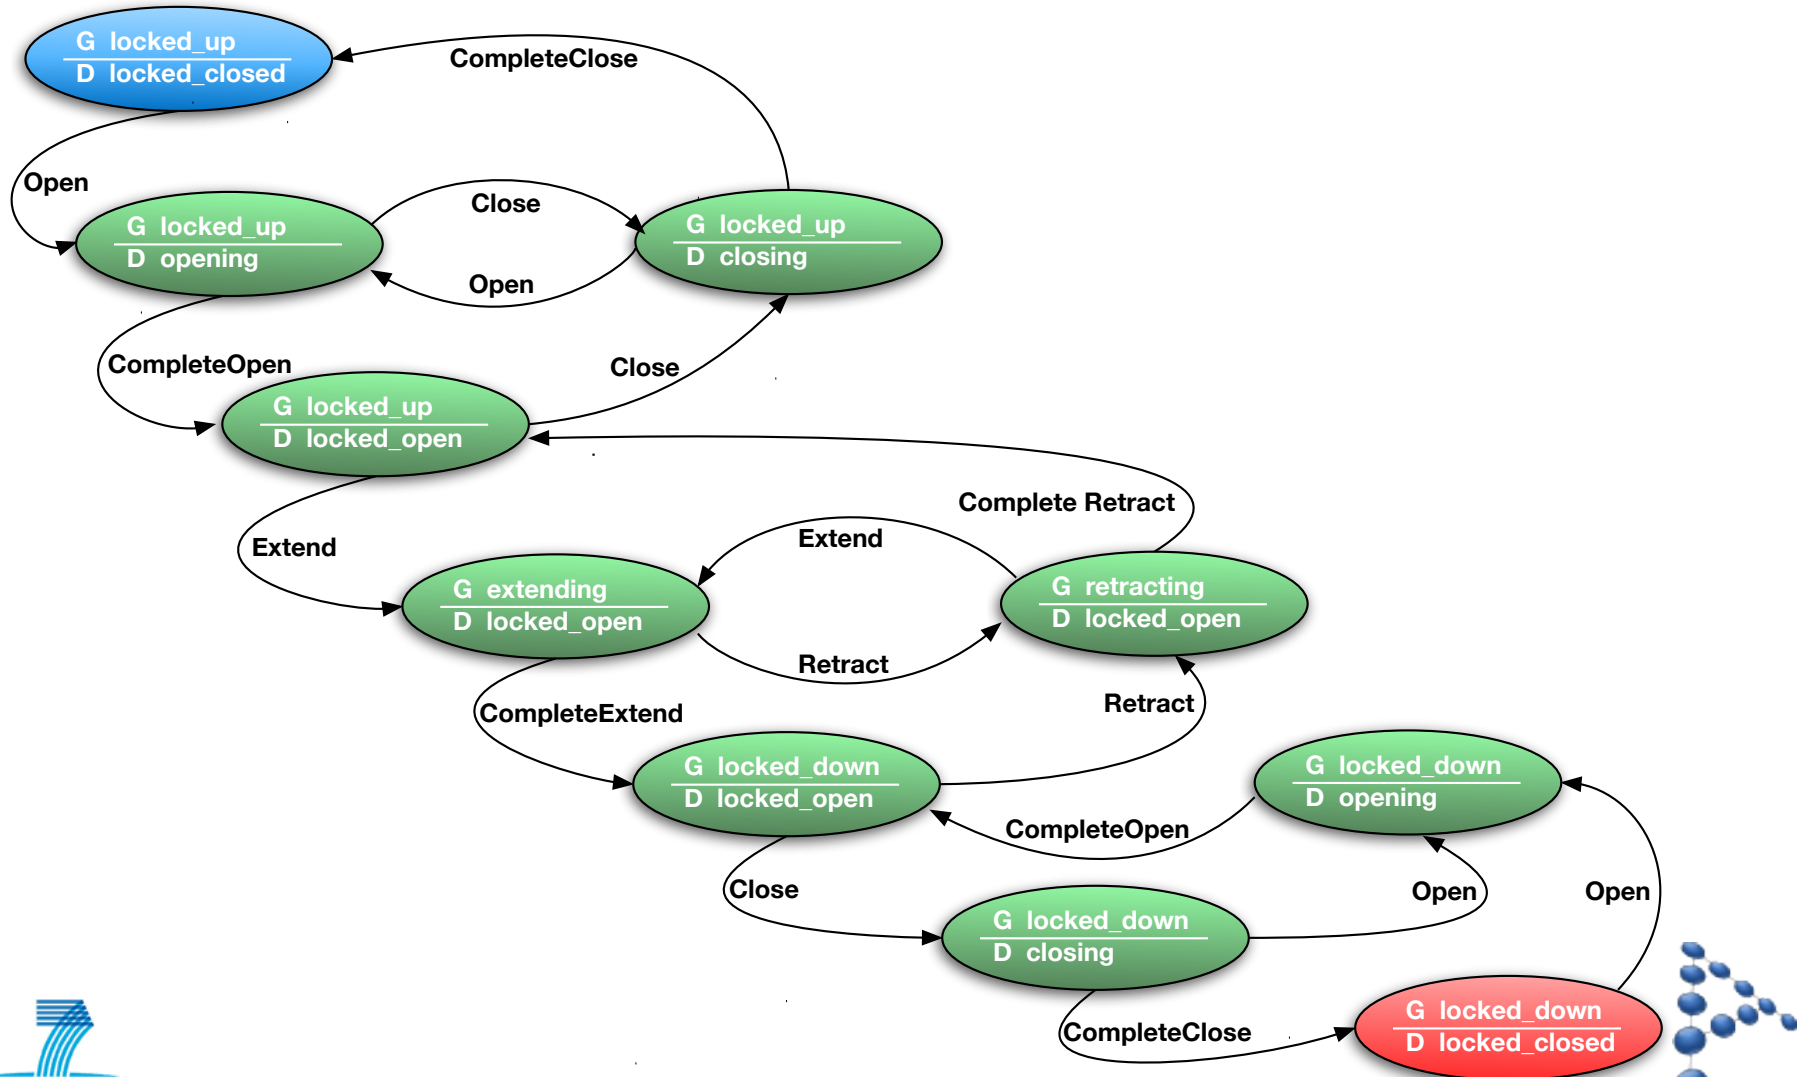 G locked_up
D locked_closed
CompleteClose
Open
G locked_up
D opening
Close
G locked_up
D closing
Open
CompleteOpen
Close
G locked_up
D locked_open
Complete Retract
Extend
Extend
G extending
D locked_open
G retracting
D locked_open
Retract
CompleteExtend
Retract
G locked_down
D locked_open
G locked_down
D opening
CompleteOpen
Close
Open
Open
G locked_down
D closing
CompleteClose
G locked_down
D locked_closed